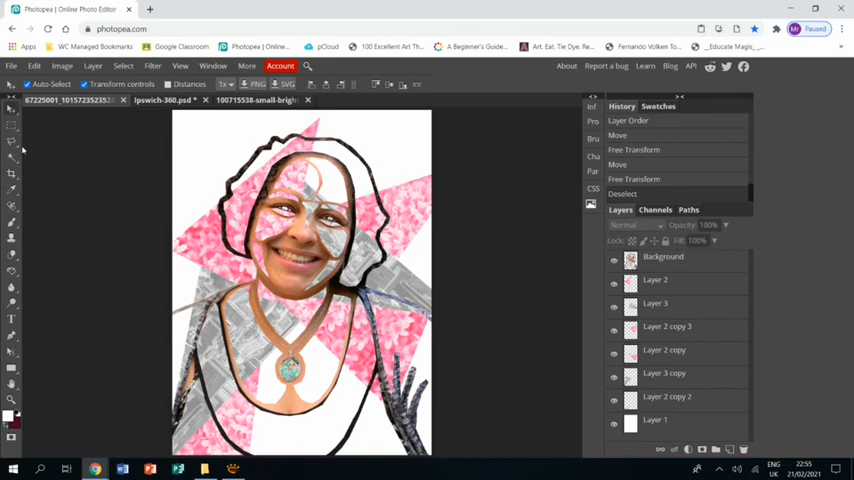 Photopea | Online Photo Editor
photopea.com
Mr Paused
Apps WC Managed Bookmarks Google Classroom Photopea | Online... pCloud 100 Excellent Art Th... A Beginner's Guide... Art. Eat. Tie Dye. Re... Fernando Volken To... __Educate Magis_...
File Edit Image Layer Select Filter View Window More Account
About Report a bug Learn Blog API
Auto-Select Transform controls Distances 1x PNG SVG
67225001_101572352352 Ipswich-360.psd * 100715538-small-brigh
Inf
Pro
Bru
Cha
Par
CSS
History Swatches
Layer Order
Move
Free Transform
Move
Free Transform
Deselect
Layers Channels Paths
Normal Opacity: 100%
Lock: Fill: 100%
Background
Layer 2
Layer 3
Layer 2 copy 3
Layer 2 copy
Layer 3 copy
Layer 2 copy 2
Layer 1
ENG
UK
22:55
21/02/2021